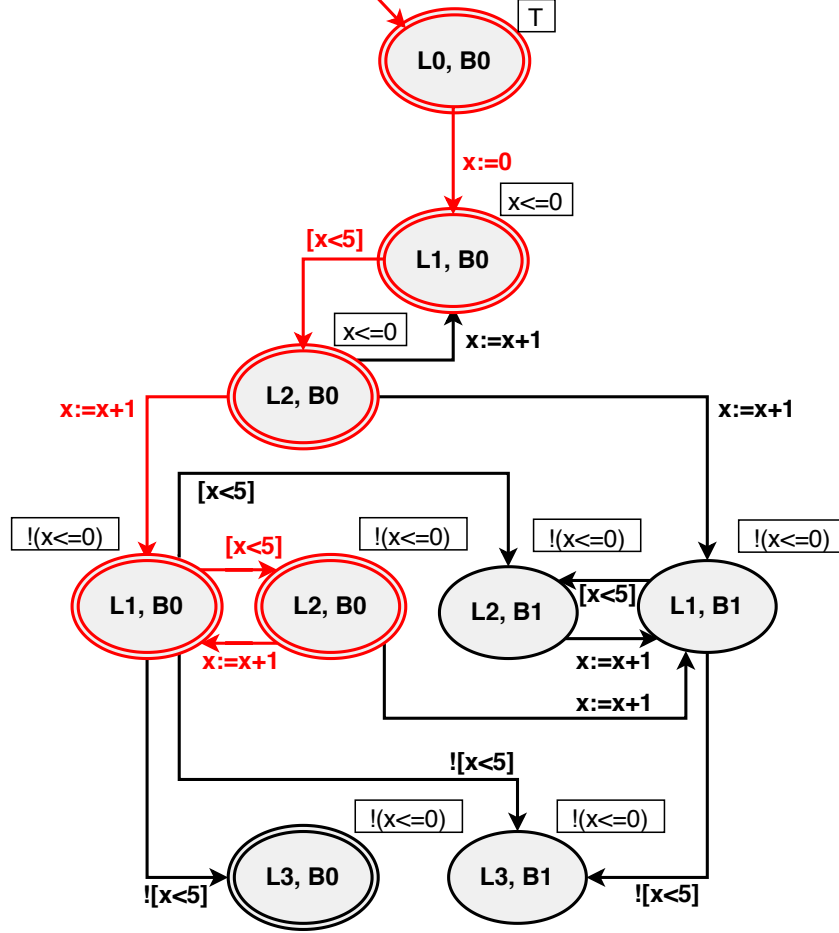 T
L0, B0
x:=0
x<=0
[x<5]
L1, B0
x<=0
x:=x+1
L2, B0
x:=x+1
x:=x+1
[x<5]
!(x<=0)
!(x<=0)
!(x<=0)
!(x<=0)
[x<5]
L1, B0
L2, B0
L2, B1
[x<5]
L1, B1
x:=x+1
x:=x+1
x:=x+1
![x<5]
!(x<=0)
!(x<=0)
L3, B0
L3, B1
![x<5]
![x<5]